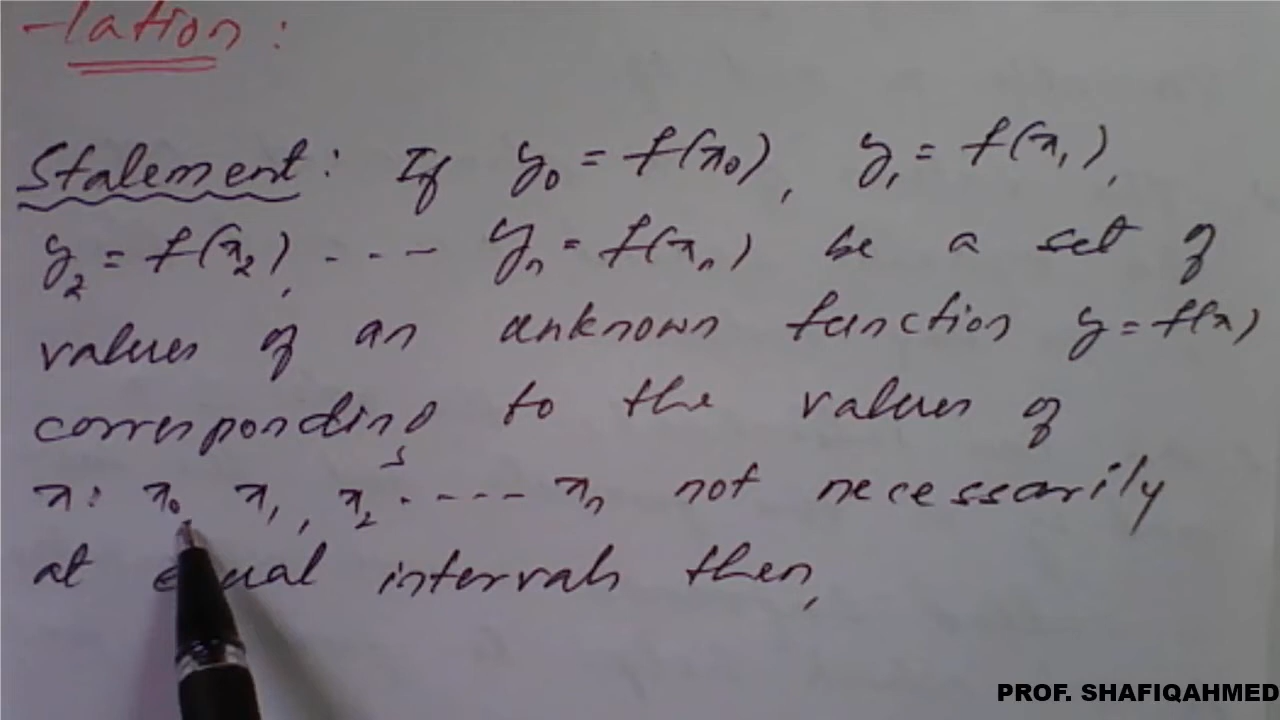 -lation:
Statement: If y₀ = f(x₀), y₁ = f(x₁),
y₂ = f(x₂), ---- yₙ = f(xₙ) be a set of
values of an unknown function y = f(x)
corresponding to the values of
x: x₀ x₁, x₂ ----- xₙ not necessarily
at equal intervals then,
PROF. SHAFIQAHMED